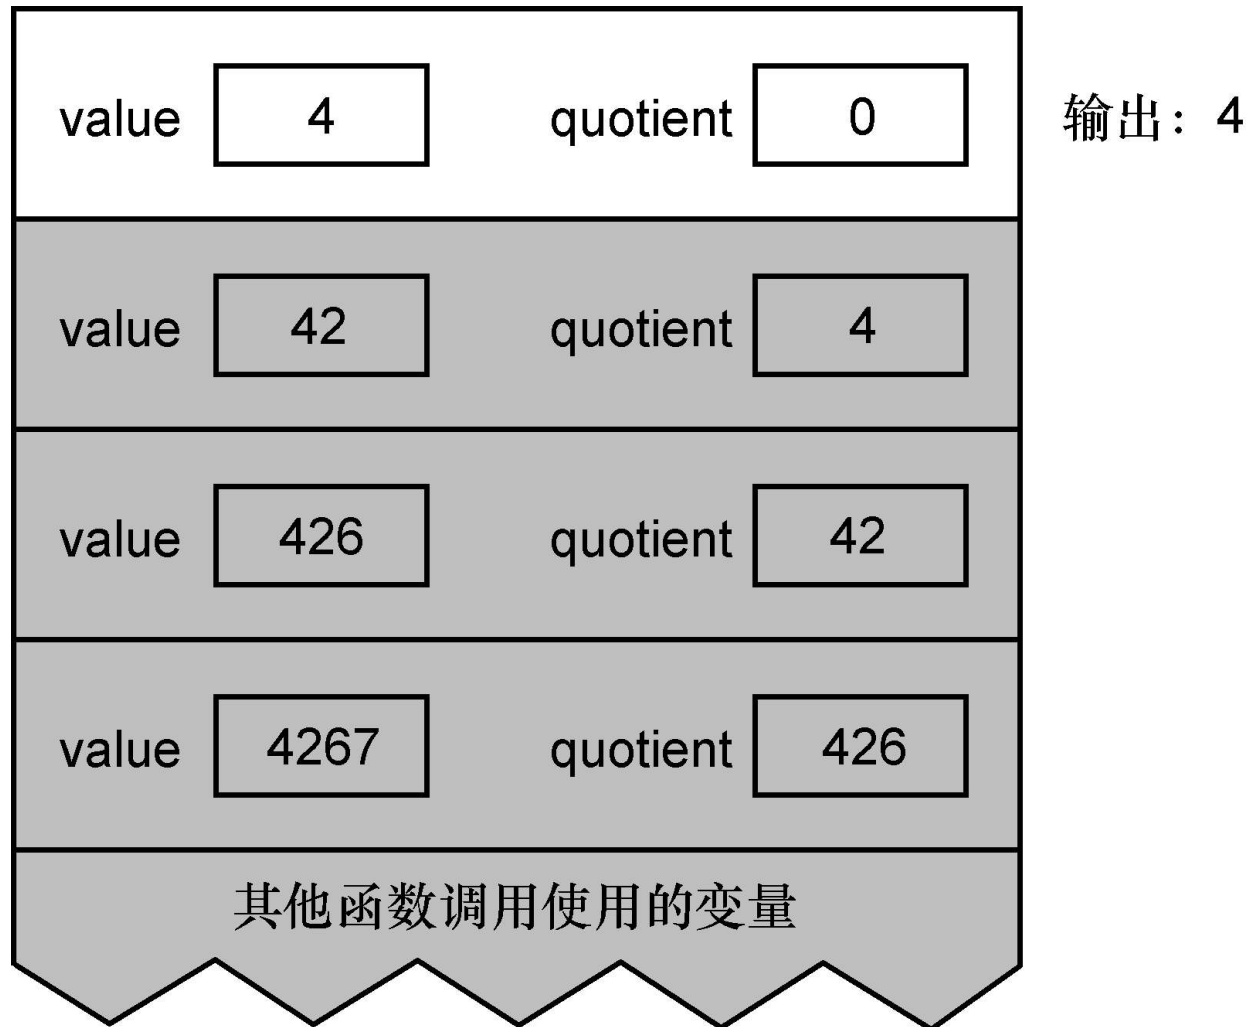 value 4 quotient 0 输出：4
value 42 quotient 4
value 426 quotient 42
value 4267 quotient 426
其他函数调用使用的变量